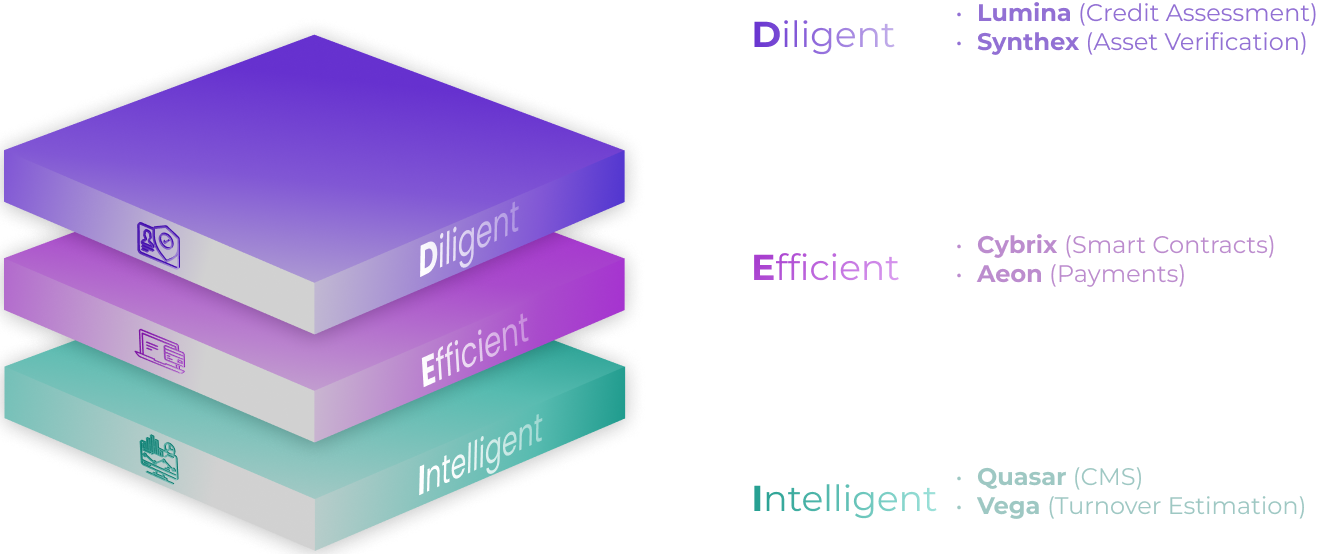 Diligent
• Lumina (Credit Assessment)
• Synthex (Asset Verification)
Diligent
Efficient
• Cybrix (Smart Contracts)
• Aeon (Payments)
Efficient
Intelligent
• Quasar (CMS)
• Vega (Turnover Estimation)
Intelligent